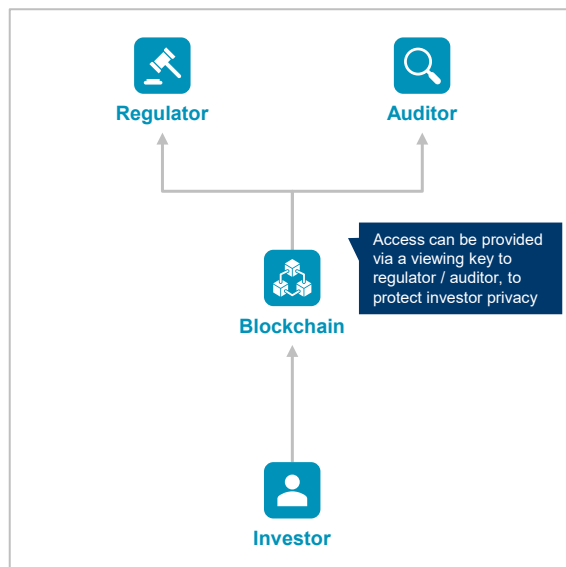 Regulator
Auditor
Access can be provided
via a viewing key to
regulator / auditor, to
protect investor privacy
Blockchain
Investor